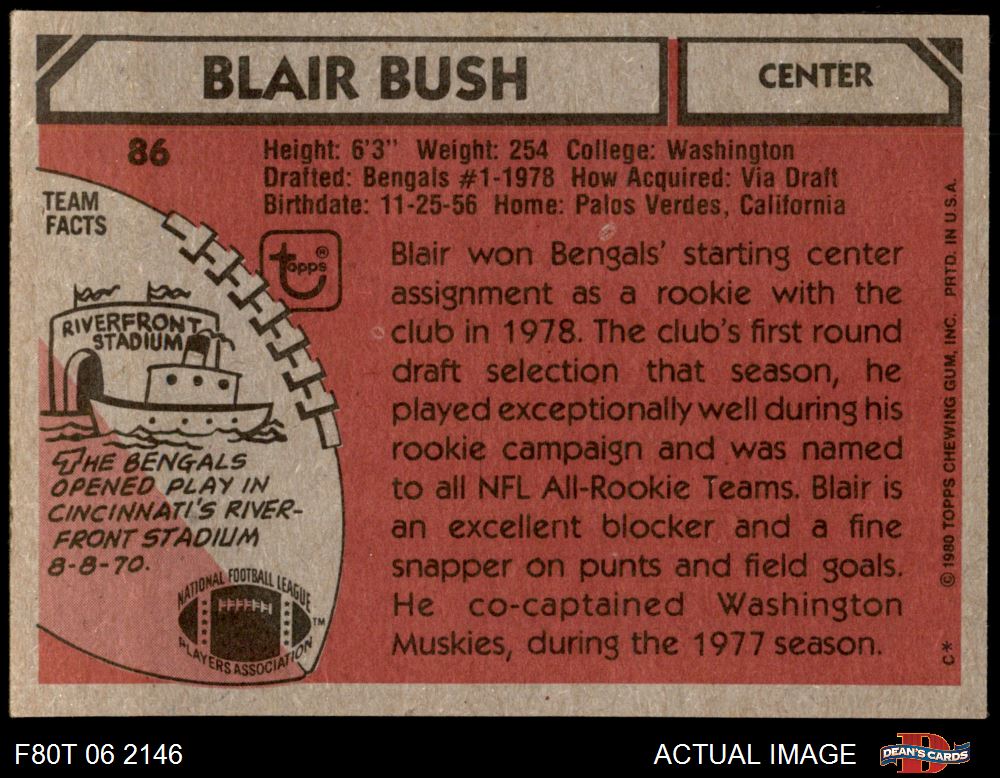 BLAIR BUSH
CENTER
86
Height: 6'3" Weight: 254 College: Washington
Drafted: Bengals #1-1978 How Acquired: Via Draft
Birthdate: 11-25-56 Home: Palos Verdes, California
TEAM
FACTS
topps ®
RIVERFRONT
STADIUM
THE BENGALS
OPENED PLAY IN
CINCINNATI'S RIVER-
FRONT STADIUM
8-8-70.
NATIONAL FOOTBALL LEAGUE
PLAYERS ASSOCIATION
TM
Blair won Bengals' starting center
assignment as a rookie with the
club in 1978. The club's first round
draft selection that season, he
played exceptionally well during his
rookie campaign and was named
to all NFL All-Rookie Teams. Blair is
an excellent blocker and a fine
snapper on punts and field goals.
He co-captained Washington
Muskies, during the 1977 season.
© 1980 TOPPS CHEWING GUM, INC. PRTD. IN U.S.A.
C*
F80T 06 2146
ACTUAL IMAGE
D
DEAN'S CARDS